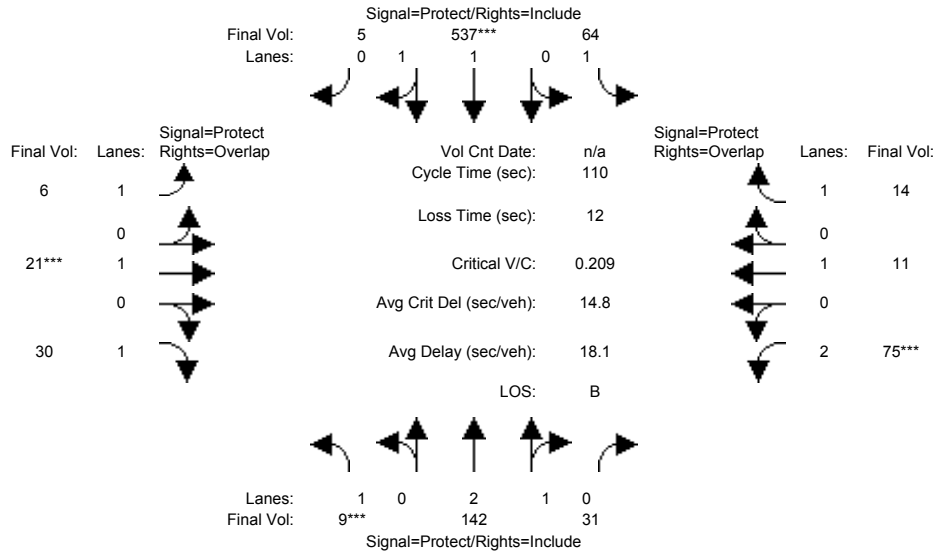 Signal=Protect/Rights=Include
Final Vol: 5 537*** 64
Lanes: 0 1 1 0 1
Signal=Protect Signal=Protect
Final Vol: Lanes: Rights=Overlap Vol Cnt Date: n/a Rights=Overlap Lanes: Final Vol:
Cycle Time (sec): 110
6 1 1 14
Loss Time (sec): 12
0 0
21*** 1 Critical V/C: 0.209 1 11
0 Avg Crit Del (sec/veh): 14.8 0
30 1 Avg Delay (sec/veh): 18.1 2 75***
LOS: B
Lanes: 1 0 2 1 0
Final Vol: 9*** 142 31
Signal=Protect/Rights=Include